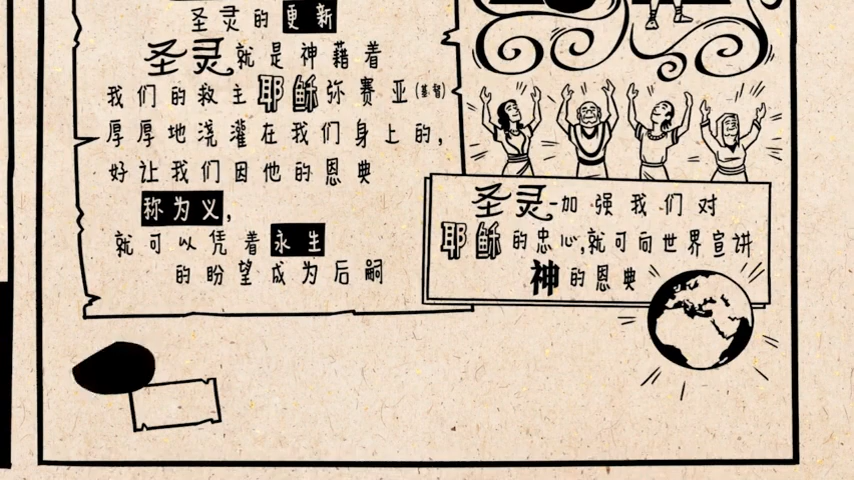 圣灵的更新
圣灵就是神藉着
我们的救主耶稣弥赛亚(基督)
厚厚地浇灌在我们身上的,
好让我们因他的恩典
称为义,
就可以凭着永生
的盼望成为后嗣
圣灵-加强我们对
耶稣的忠心,就可向世界宣讲
神的恩典